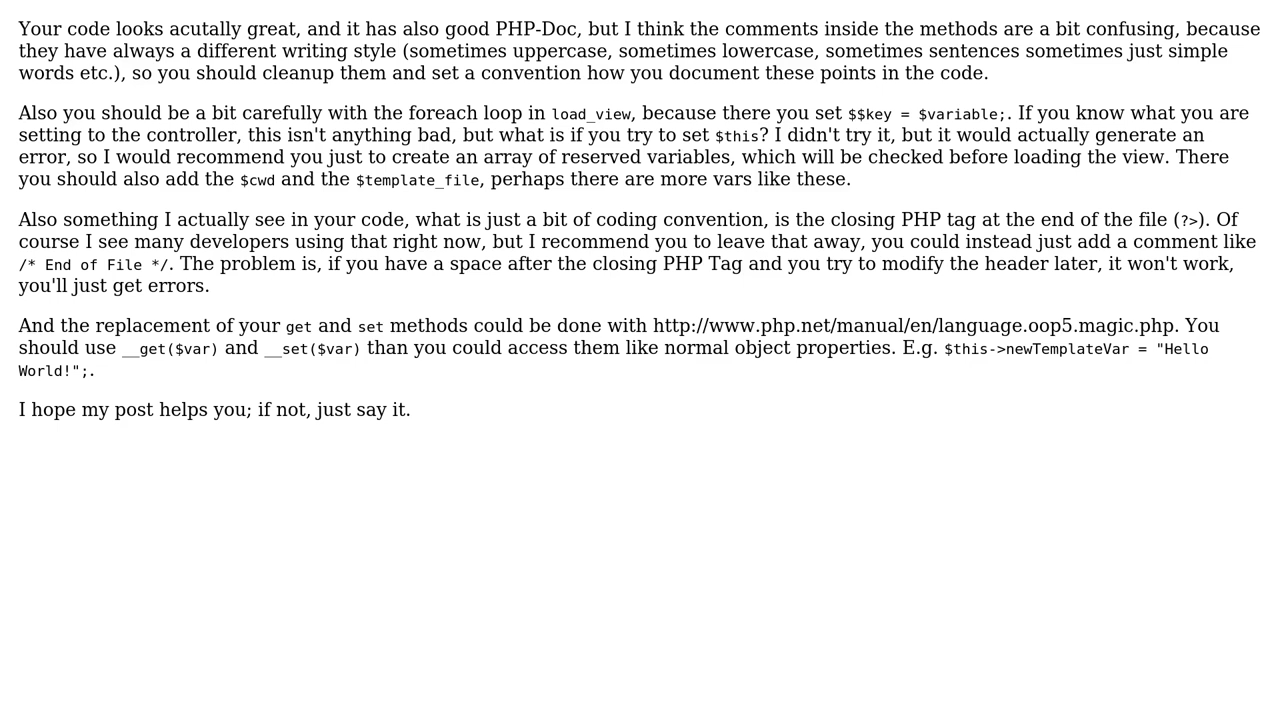 Your code looks acutally great, and it has also good PHP-Doc, but I think the comments inside the methods are a bit confusing, because
they have always a different writing style (sometimes uppercase, sometimes lowercase, sometimes sentences sometimes just simple
words etc.), so you should cleanup them and set a convention how you document these points in the code.
Also you should be a bit carefully with the foreach loop in load_view, because there you set $$key = $variable;. If you know what you are
setting to the controller, this isn't anything bad, but what is if you try to set $this? I didn't try it, but it would actually generate an
error, so I would recommend you just to create an array of reserved variables, which will be checked before loading the view. There
you should also add the $cwd and the $template_file, perhaps there are more vars like these.
Also something I actually see in your code, what is just a bit of coding convention, is the closing PHP tag at the end of the file (?>). Of
course I see many developers using that right now, but I recommend you to leave that away, you could instead just add a comment like
/* End of File */. The problem is, if you have a space after the closing PHP Tag and you try to modify the header later, it won't work,
you'll just get errors.
And the replacement of your get and set methods could be done with http://www.php.net/manual/en/language.oop5.magic.php. You
should use __get($var) and __set($var) than you could access them like normal object properties. E.g. $this->newTemplateVar = "Hello
World!";.
I hope my post helps you; if not, just say it.